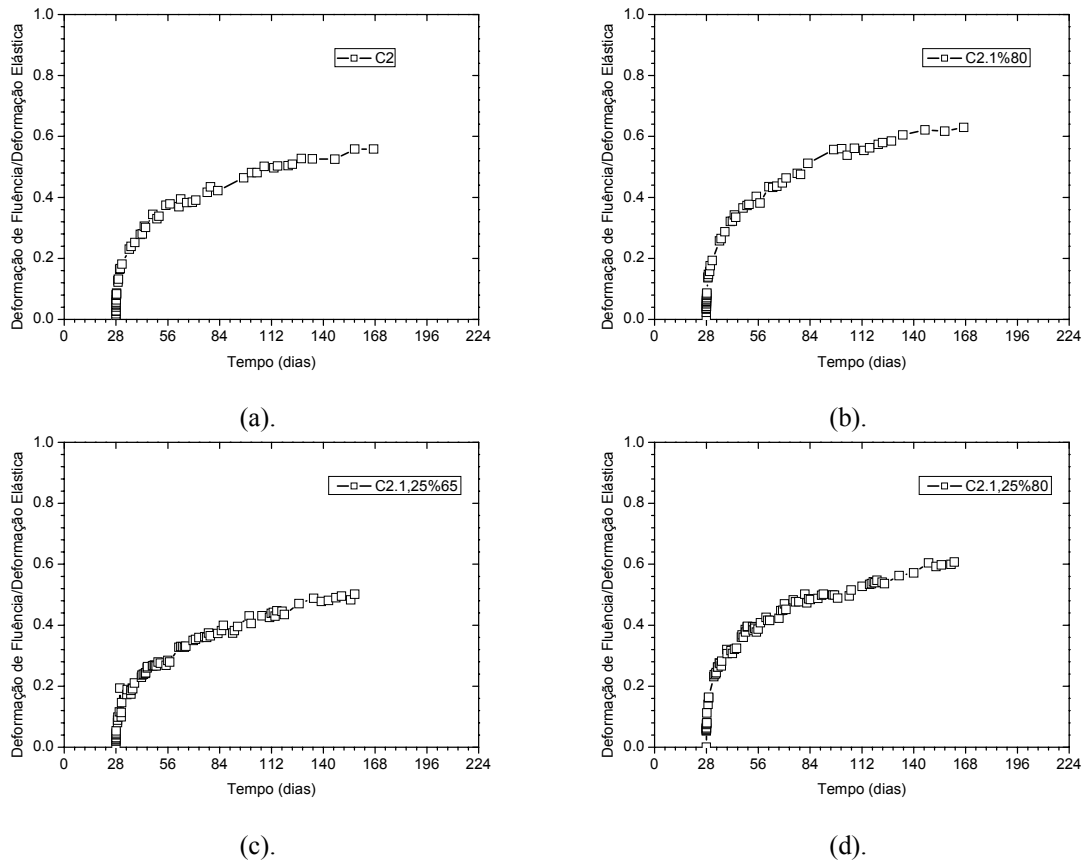 1.0
0.8
0.6
0.4
0.2
0.0
Deformação de Fluência/Deformação Elástica
C2
0 28 56 84 112 140 168 196 224
Tempo (dias)
(a).
1.0
0.8
0.6
0.4
0.2
0.0
Deformação de Fluência/Deformação Elástica
C2.1%80
0 28 56 84 112 140 168 196 224
Tempo (dias)
(b).
1.0
0.8
0.6
0.4
0.2
0.0
Deformação de Fluência/Deformação Elástica
C2.1,25%65
0 28 56 84 112 140 168 196 224
Tempo (dias)
(c).
1.0
0.8
0.6
0.4
0.2
0.0
Deformação de Fluência/Deformação Elástica
C2.1,25%80
0 28 56 84 112 140 168 196 224
Tempo (dias)
(d).